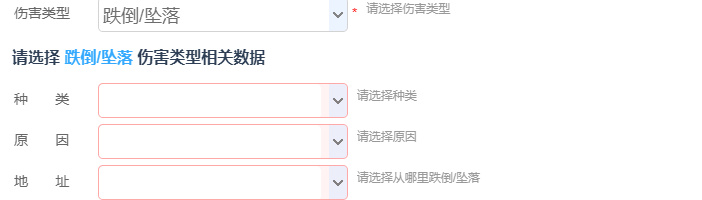 伤害类型 跌倒/坠落 * 请选择伤害类型
请选择 跌倒/坠落 伤害类型相关数据
种 类 请选择种类
原 因 请选择原因
地 址 请选择从哪里跌倒/坠落